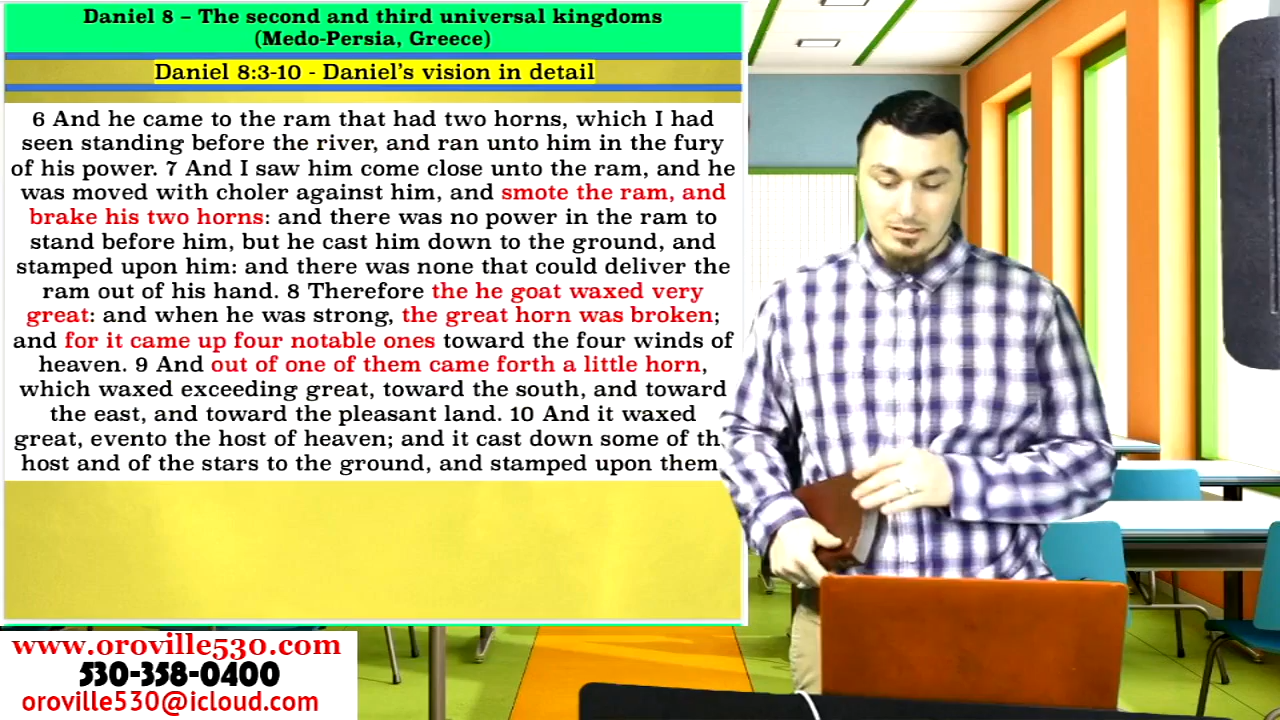 Daniel 8 – The second and third universal kingdoms
(Medo-Persia, Greece)
Daniel 8:3-10 - Daniel’s vision in detail
6 And he came to the ram that had two horns, which I had
seen standing before the river, and ran unto him in the fury
of his power. 7 And I saw him come close unto the ram, and he
was moved with choler against him, and smote the ram, and
brake his two horns: and there was no power in the ram to
stand before him, but he cast him down to the ground, and
stamped upon him: and there was none that could deliver the
ram out of his hand. 8 Therefore the he goat waxed very
great: and when he was strong, the great horn was broken;
and for it came up four notable ones toward the four winds of
heaven. 9 And out of one of them came forth a little horn,
which waxed exceeding great, toward the south, and toward
the east, and toward the pleasant land. 10 And it waxed
great, evento the host of heaven; and it cast down some of th
host and of the stars to the ground, and stamped upon them
www.oroville530.com
530-358-0400
oroville530@icloud.com